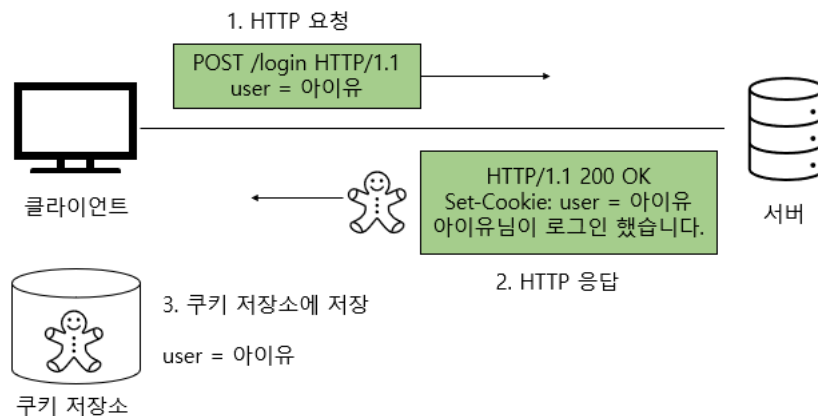 1. HTTP 요청
POST /login HTTP/1.1
user = 아이유
클라이언트
HTTP/1.1 200 OK
Set-Cookie: user = 아이유
아이유님이 로그인 했습니다.
서버
2. HTTP 응답
3. 쿠키 저장소에 저장
user = 아이유
쿠키 저장소